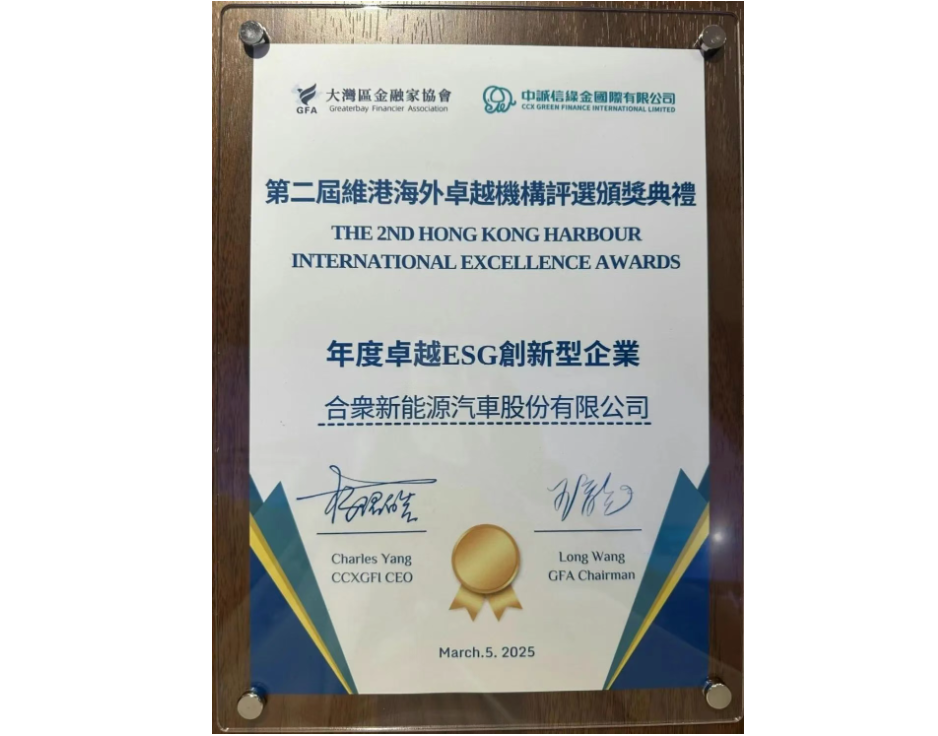 大灣區金融家協會
Greaterbay Financier Association
GFA
中誠信綠金國際有限公司
CCX GREEN FINANCE INTERNATIONAL LIMITED
第二屆維港海外卓越機構評選頒獎典禮
THE 2ND HONG KONG HARBOUR
INTERNATIONAL EXCELLENCE AWARDS
年度卓越ESG創新型企業
合衆新能源汽車股份有限公司
Charles Yang
CCXGFI CEO
Long Wang
GFA Chairman
March.5. 2025